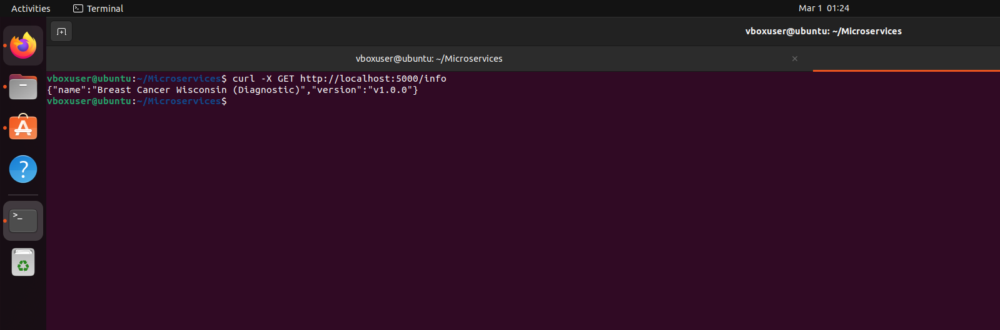 Activities
Terminal
Mar 1 01:24
vboxuser@ubuntu: ~/Microservices
vboxuser@ubuntu: ~/Microservices
vboxuser@ubuntu:~/Microservices$ curl -X GET http://localhost:5000/info
{"name":"Breast Cancer Wisconsin (Diagnostic)","version":"v1.0.0"}
vboxuser@ubuntu:~/Microservices$